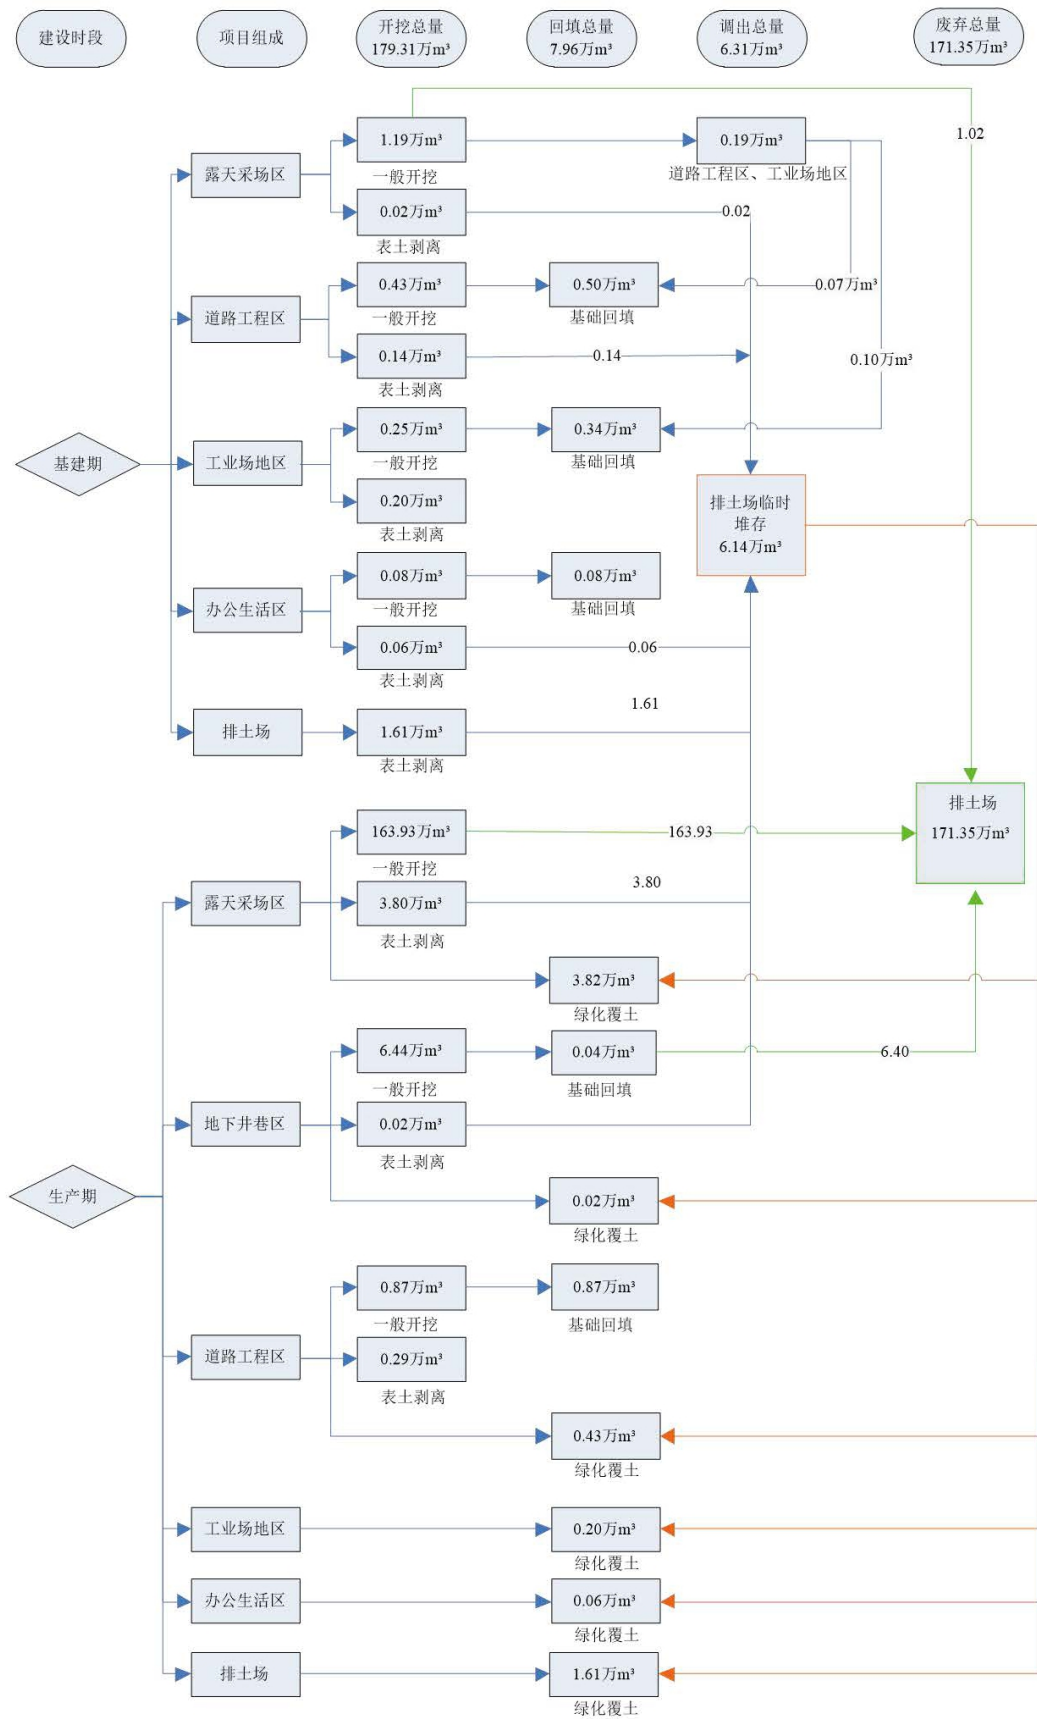 建设时段
项目组成
开挖总量
179.31万m³
回填总量
7.96万m³
调出总量
6.31万m³
废弃总量
171.35万m³
1.19万m³
一般开挖
0.19万m³
道路工程区、工业场地区
1.02
露天采场区
0.02万m³
表土剥离
0.02
0.43万m³
一般开挖
0.50万m³
基础回填
0.07万m³
道路工程区
0.14万m³
表土剥离
0.14
0.10万m³
0.25万m³
一般开挖
0.34万m³
基础回填
基建期
工业场地区
0.20万m³
表土剥离
排土场临时
堆存
6.14万m³
0.08万m³
一般开挖
0.08万m³
基础回填
办公生活区
0.06万m³
表土剥离
0.06
1.61
排土场
1.61万m³
表土剥离
排土场
171.35万m³
163.93万m³
一般开挖
163.93
3.80
露天采场区
3.80万m³
表土剥离
3.82万m³
绿化覆土
6.44万m³
一般开挖
0.04万m³
基础回填
6.40
地下井巷区
0.02万m³
表土剥离
生产期
0.02万m³
绿化覆土
0.87万m³
一般开挖
0.87万m³
基础回填
道路工程区
0.29万m³
表土剥离
0.43万m³
绿化覆土
工业场地区
0.20万m³
绿化覆土
办公生活区
0.06万m³
绿化覆土
排土场
1.61万m³
绿化覆土